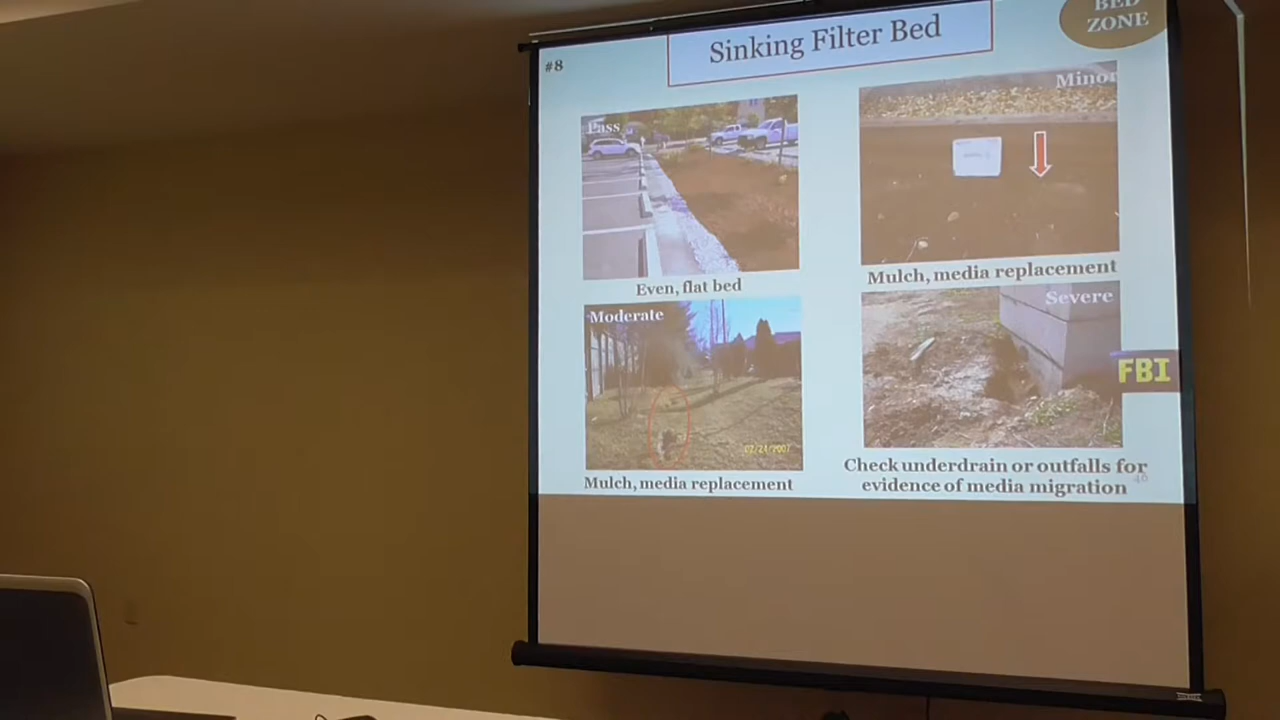 BED
ZONE
#8
Sinking Filter Bed
Pass
Minor
Even, flat bed
Mulch, media replacement
Moderate
Severe
FBI
02/21/2007
Mulch, media replacement
Check underdrain or outfalls for
evidence of media migration
46